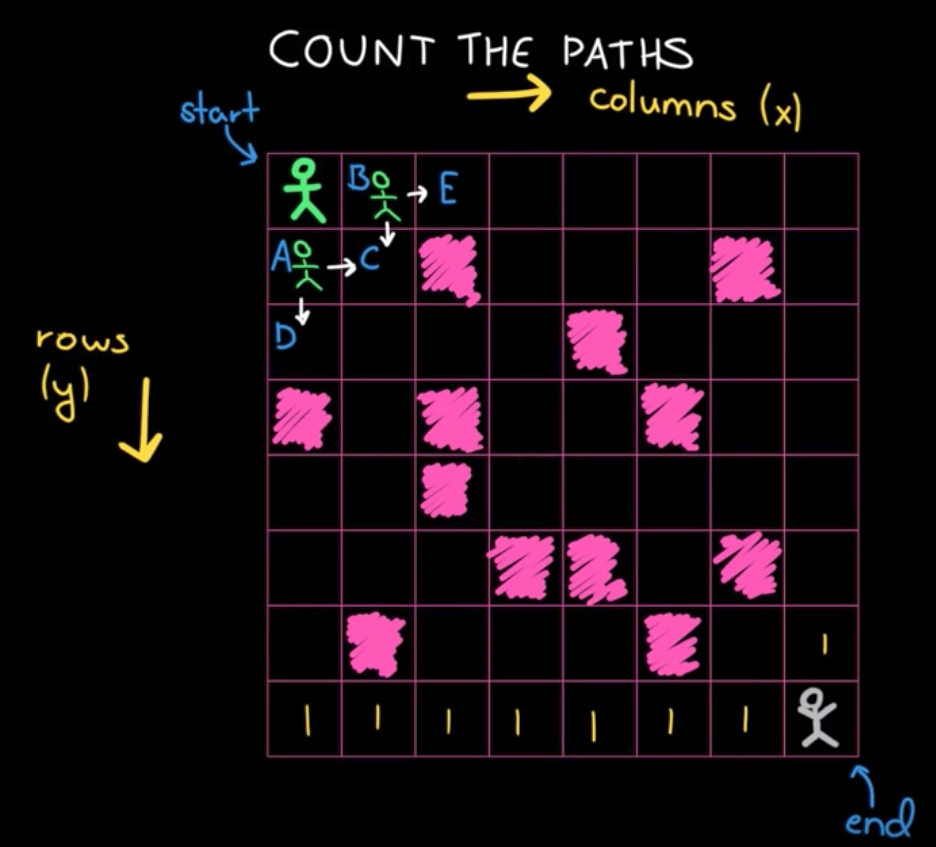 COUNT THE PATHS
start
columns (x)
B E
A C
D
rows
(y)
1
1 1 1 1 1 1 1
end